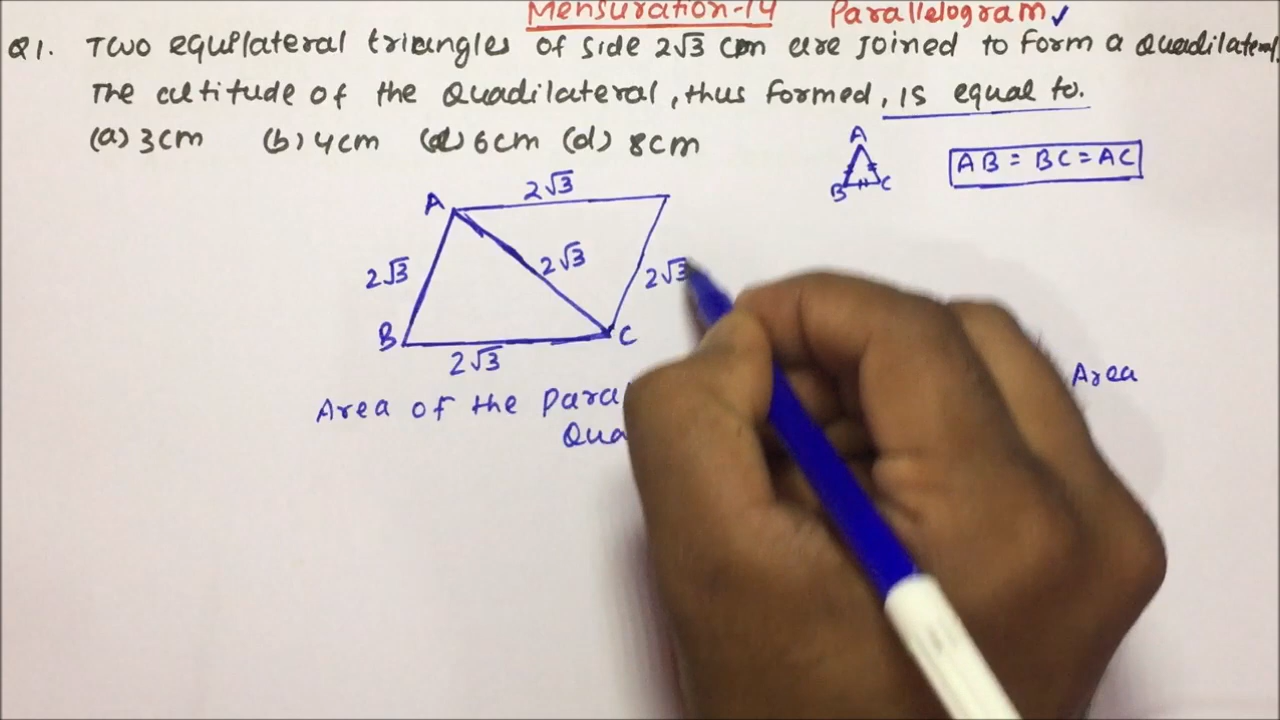 Mensuration-14 Parallelogram
Q1. Two equilateral triangles of side 2√3 cm are joined to form a Quadilateral.
The altitude of the Quadilateral, thus formed, is equal to.
(a) 3cm (b) 4cm (c) 6cm (d) 8cm
A
B C
AB = BC = AC
2√3
A
2√3 2√3 2√3
B C
2√3
Area
Area of the Para
Qua